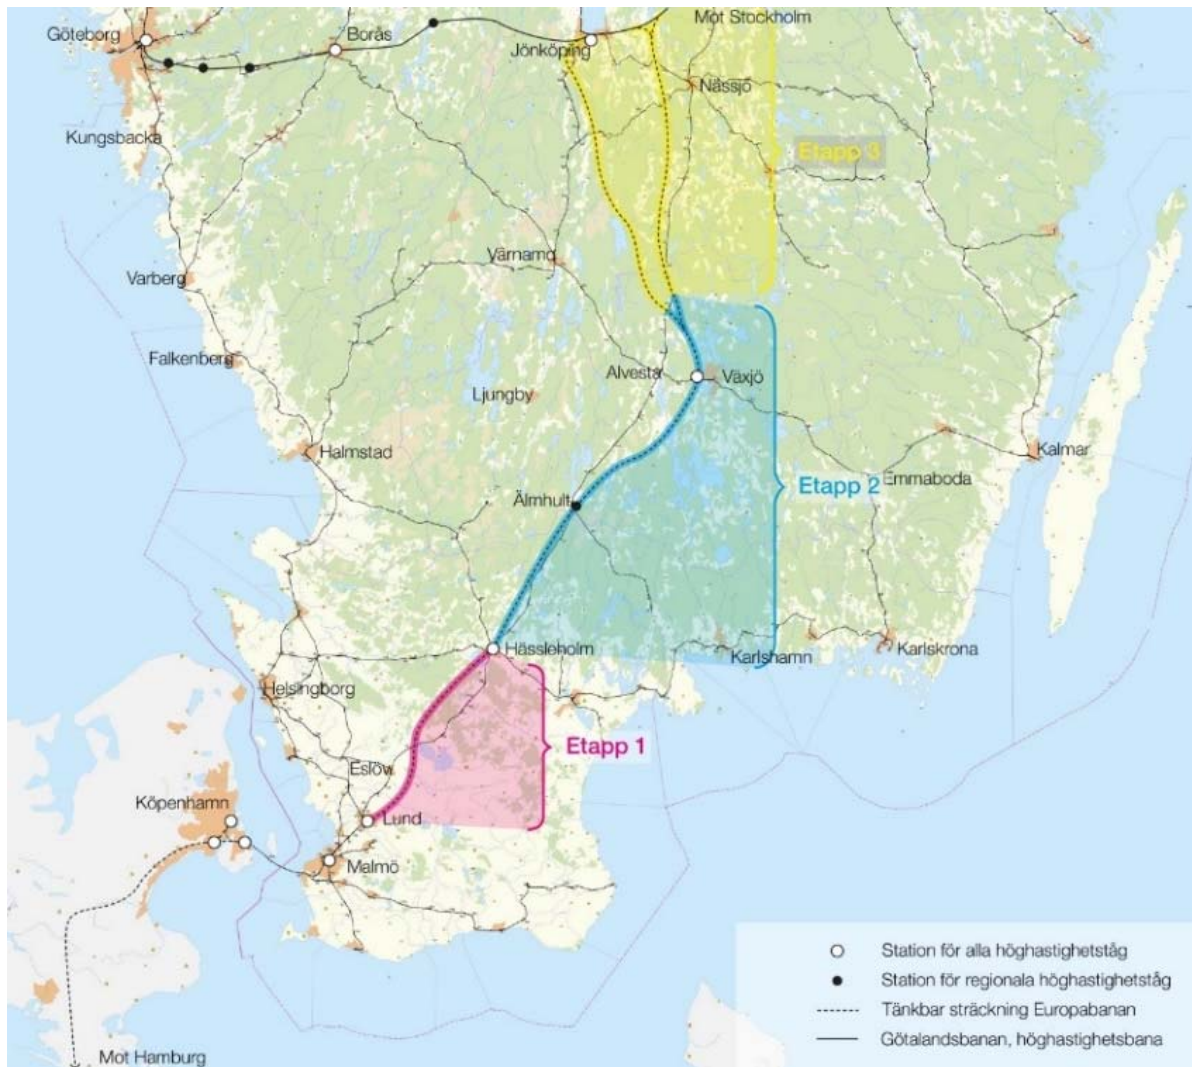 Mot Stockholm
Göteborg
Borås
Jönköping
Nässjö
Kungsbacka
Etapp 3
Värnamo
Varberg
Falkenberg
Alvesta
Växjö
Ljungby
Halmstad
Kalmar
Emmaboda
Etapp 2
Älmhult
Hässleholm
Karlshamn
Karlskrona
Helsingborg
Etapp 1
Eslöv
Köpenhamn
Lund
Malmö
Station för alla höghastighetståg
Station för regionala höghastighetståg
Tänkbar sträckning Europabanan
Götalandsbanan, höghastighetsbana
Mot Hamburg